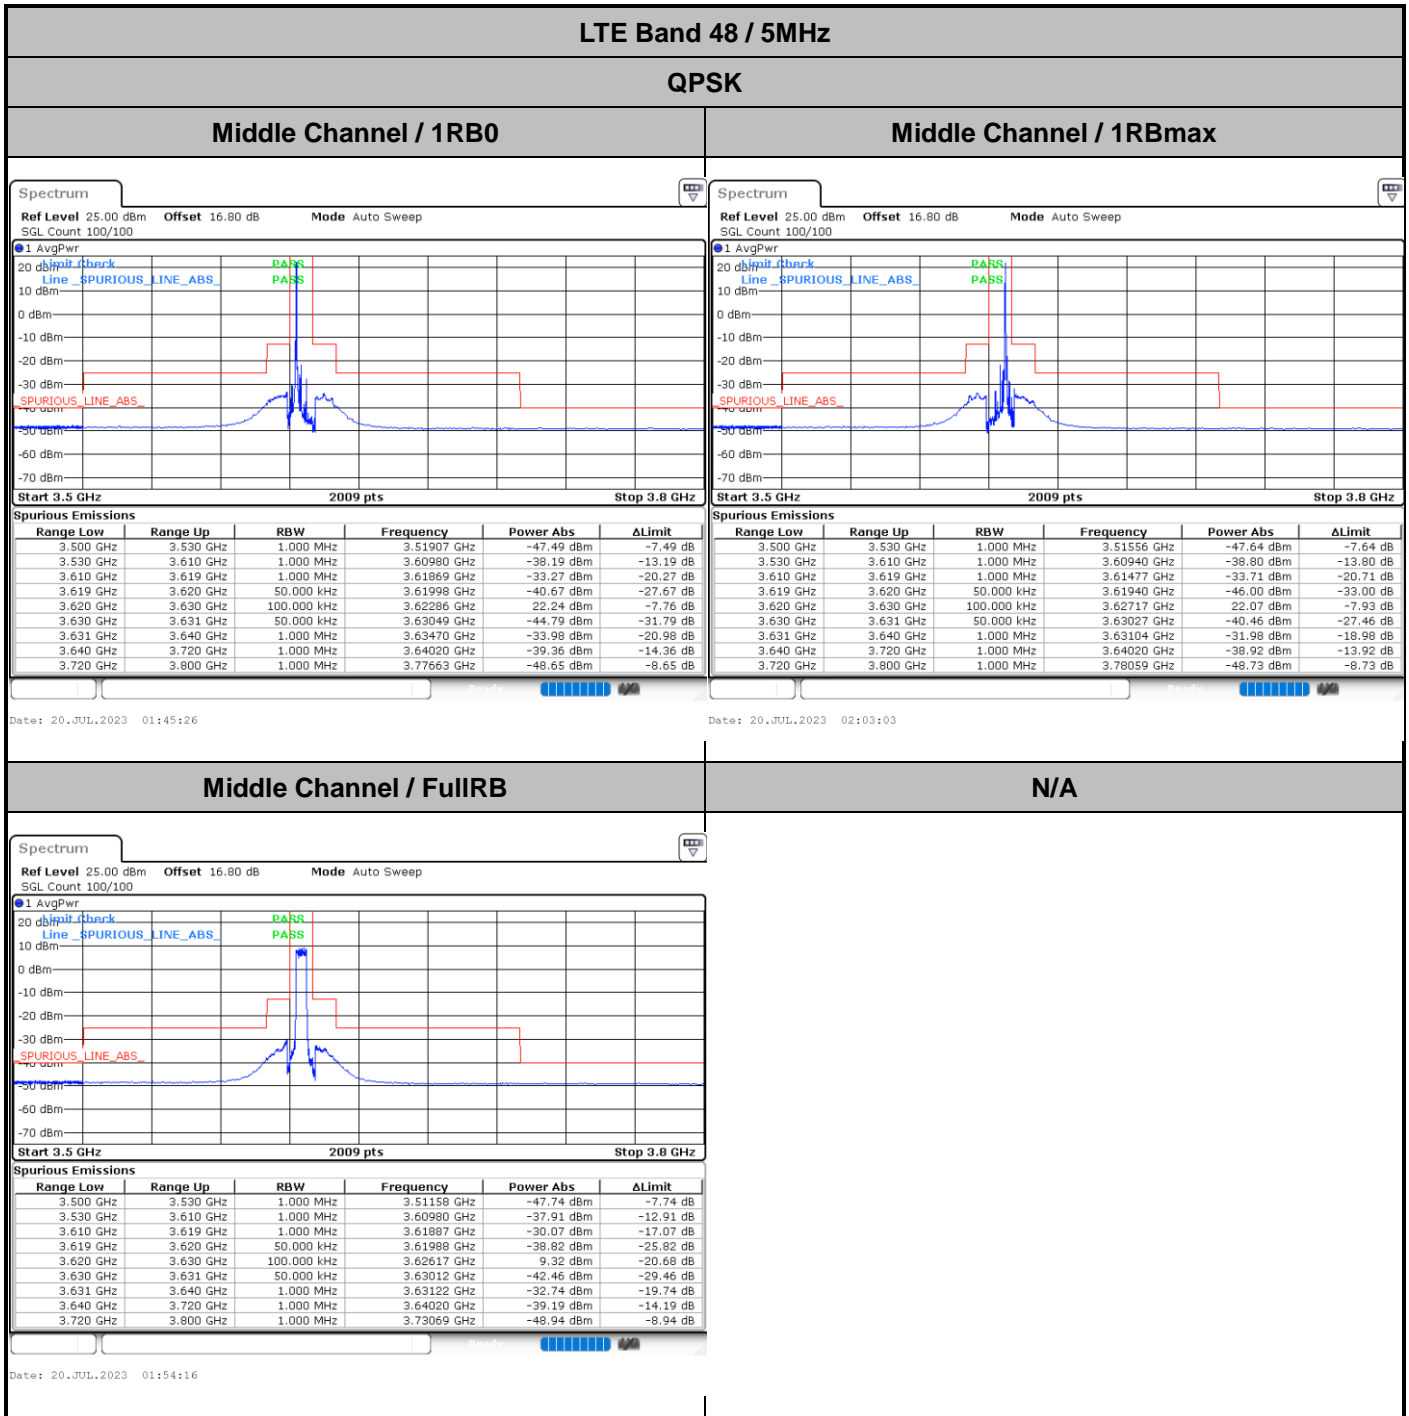 LTE Band 48 / 5MHz
QPSK
Middle Channel / 1RB0
Middle Channel / 1RBmax
Spectrum
Ref Level 25.00 dBm Offset 16.80 dB Mode Auto Sweep
SGL Count 100/100
1 AvgPwr
Limit Check PASS
Line _SPURIOUS_LINE_ABS_ PASS
20 dBm
10 dBm
0 dBm
-10 dBm
-20 dBm
-30 dBm
_SPURIOUS_LINE_ABS_
-40 dBm
-50 dBm
-60 dBm
-70 dBm
Start 3.5 GHz 2009 pts Stop 3.8 GHz
Spurious Emissions
Range Low Range Up RBW Frequency Power Abs ΔLimit
3.500 GHz 3.530 GHz 1.000 MHz 3.51907 GHz -47.49 dBm -7.49 dB
3.530 GHz 3.610 GHz 1.000 MHz 3.60980 GHz -38.19 dBm -13.19 dB
3.610 GHz 3.619 GHz 1.000 MHz 3.61869 GHz -33.27 dBm -20.27 dB
3.619 GHz 3.620 GHz 50.000 kHz 3.61998 GHz -40.67 dBm -27.67 dB
3.620 GHz 3.630 GHz 100.000 kHz 3.62286 GHz 22.24 dBm -7.76 dB
3.630 GHz 3.631 GHz 50.000 kHz 3.63049 GHz -44.79 dBm -31.79 dB
3.631 GHz 3.640 GHz 1.000 MHz 3.63470 GHz -33.98 dBm -20.98 dB
3.640 GHz 3.720 GHz 1.000 MHz 3.64020 GHz -39.36 dBm -14.36 dB
3.720 GHz 3.800 GHz 1.000 MHz 3.77663 GHz -48.65 dBm -8.65 dB
Ready
Date: 20.JUL.2023 01:45:26
Spectrum
Ref Level 25.00 dBm Offset 16.80 dB Mode Auto Sweep
SGL Count 100/100
1 AvgPwr
Limit Check PASS
Line _SPURIOUS_LINE_ABS_ PASS
20 dBm
10 dBm
0 dBm
-10 dBm
-20 dBm
-30 dBm
_SPURIOUS_LINE_ABS_
-40 dBm
-50 dBm
-60 dBm
-70 dBm
Start 3.5 GHz 2009 pts Stop 3.8 GHz
Spurious Emissions
Range Low Range Up RBW Frequency Power Abs ΔLimit
3.500 GHz 3.530 GHz 1.000 MHz 3.51556 GHz -47.64 dBm -7.64 dB
3.530 GHz 3.610 GHz 1.000 MHz 3.60940 GHz -38.80 dBm -13.80 dB
3.610 GHz 3.619 GHz 1.000 MHz 3.61477 GHz -33.71 dBm -20.71 dB
3.619 GHz 3.620 GHz 50.000 kHz 3.61940 GHz -46.00 dBm -33.00 dB
3.620 GHz 3.630 GHz 100.000 kHz 3.62717 GHz 22.07 dBm -7.93 dB
3.630 GHz 3.631 GHz 50.000 kHz 3.63027 GHz -40.46 dBm -27.46 dB
3.631 GHz 3.640 GHz 1.000 MHz 3.63104 GHz -31.98 dBm -18.98 dB
3.640 GHz 3.720 GHz 1.000 MHz 3.64020 GHz -38.92 dBm -13.92 dB
3.720 GHz 3.800 GHz 1.000 MHz 3.78059 GHz -48.73 dBm -8.73 dB
Ready
Date: 20.JUL.2023 02:03:03
Middle Channel / FullRB
N/A
Spectrum
Ref Level 25.00 dBm Offset 16.80 dB Mode Auto Sweep
SGL Count 100/100
1 AvgPwr
Limit Check PASS
Line _SPURIOUS_LINE_ABS_ PASS
20 dBm
10 dBm
0 dBm
-10 dBm
-20 dBm
-30 dBm
_SPURIOUS_LINE_ABS_
-40 dBm
-50 dBm
-60 dBm
-70 dBm
Start 3.5 GHz 2009 pts Stop 3.8 GHz
Spurious Emissions
Range Low Range Up RBW Frequency Power Abs ΔLimit
3.500 GHz 3.530 GHz 1.000 MHz 3.51158 GHz -47.74 dBm -7.74 dB
3.530 GHz 3.610 GHz 1.000 MHz 3.60980 GHz -37.91 dBm -12.91 dB
3.610 GHz 3.619 GHz 1.000 MHz 3.61887 GHz -30.07 dBm -17.07 dB
3.619 GHz 3.620 GHz 50.000 kHz 3.61988 GHz -38.82 dBm -25.82 dB
3.620 GHz 3.630 GHz 100.000 kHz 3.62617 GHz 9.32 dBm -20.68 dB
3.630 GHz 3.631 GHz 50.000 kHz 3.63012 GHz -42.46 dBm -29.46 dB
3.631 GHz 3.640 GHz 1.000 MHz 3.63122 GHz -32.74 dBm -19.74 dB
3.640 GHz 3.720 GHz 1.000 MHz 3.64020 GHz -39.19 dBm -14.19 dB
3.720 GHz 3.800 GHz 1.000 MHz 3.73069 GHz -48.94 dBm -8.94 dB
Ready
Date: 20.JUL.2023 01:54:16